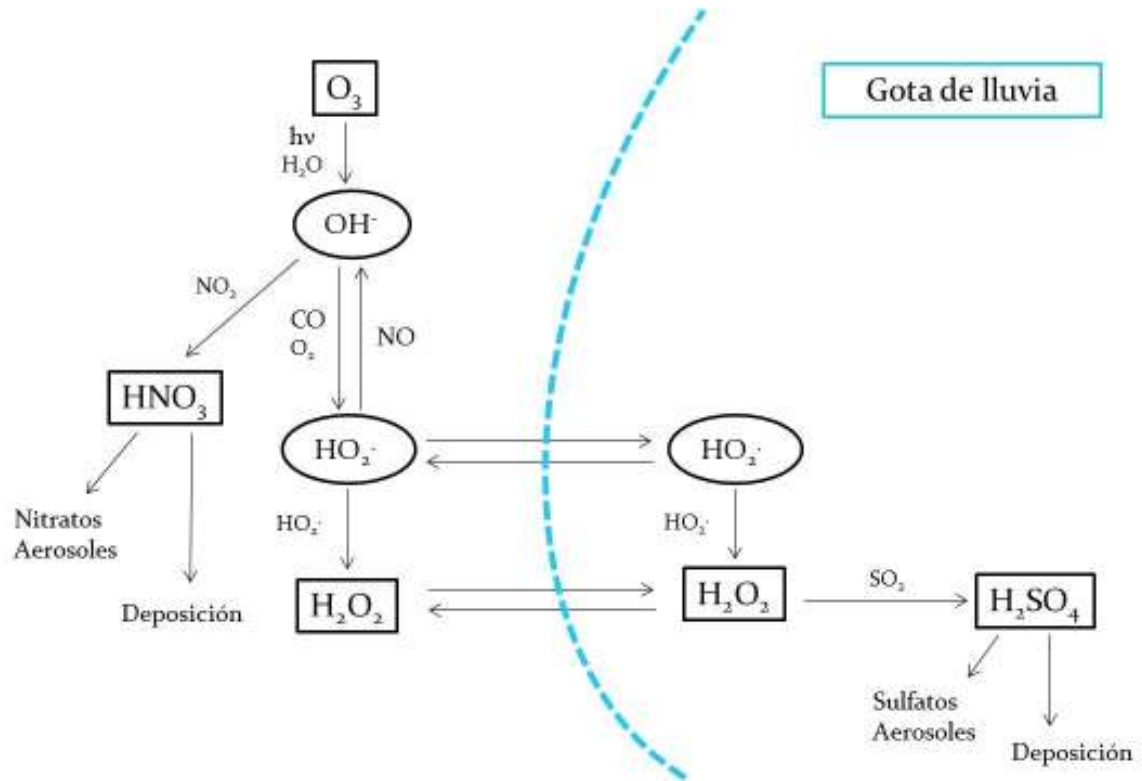 O₃
Gota de lluvia
hν
H₂O
OH⁻
NO₂
CO
O₂
NO
HNO₃
HO₂·
HO₂·
Nitratos
Aerosoles
HO₂·
HO₂·
Deposición
H₂O₂
H₂O₂
SO₂
H₂SO₄
Sulfatos
Aerosoles
Deposición